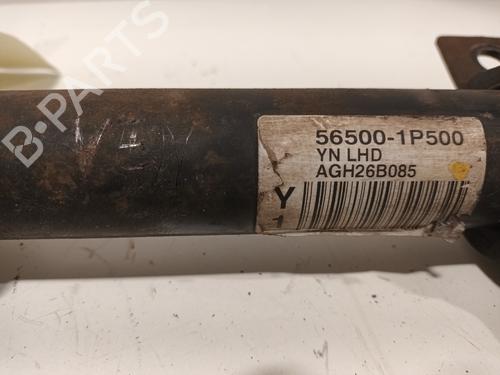 B-PARTS
56500-1P500
YN LHD
AGH26B085
Y
1